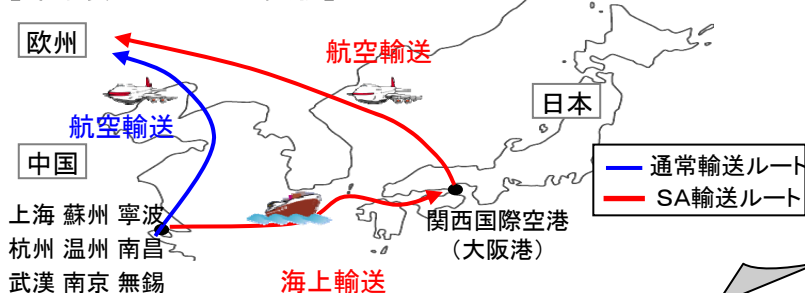 欧州
航空輸送
日本
航空輸送
中国
通常輸送ルート
SA輸送ルート
上海 蘇州 寧波
杭州 温州 南昌
武漢 南京 無錫
関西国際空港
（大阪港）
海上輸送